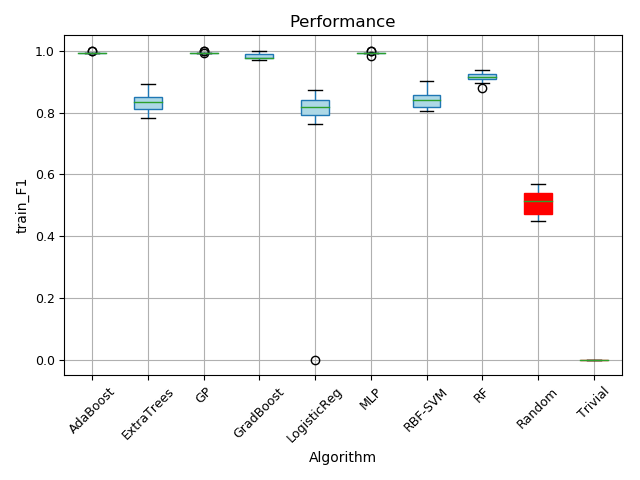 Performance
train_F1
1.0
0.8
0.6
0.4
0.2
0.0
AdaBoost
ExtraTrees
GP
GradBoost
LogisticReg
MLP
RBF-SVM
RF
Random
Trivial
Algorithm